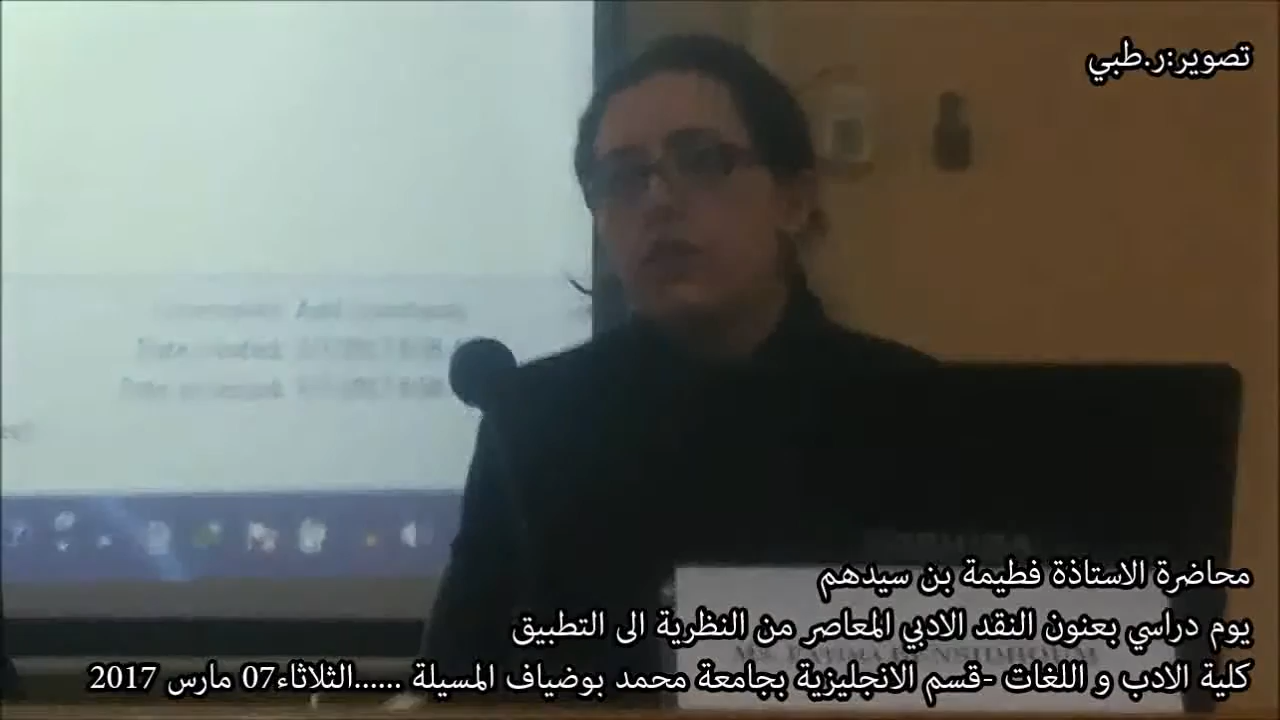 تصوير:ر.طبي
محاضرة الاستاذة فطيمة بن سيدهم
يوم دراسي بعنون النقد الادبي المعاصر من النظرية الى التطبيق
كلية الادب و اللغات -قسم الانجليزية بجامعة محمد بوضياف المسيلة ......الثلاثاء07 مارس 2017